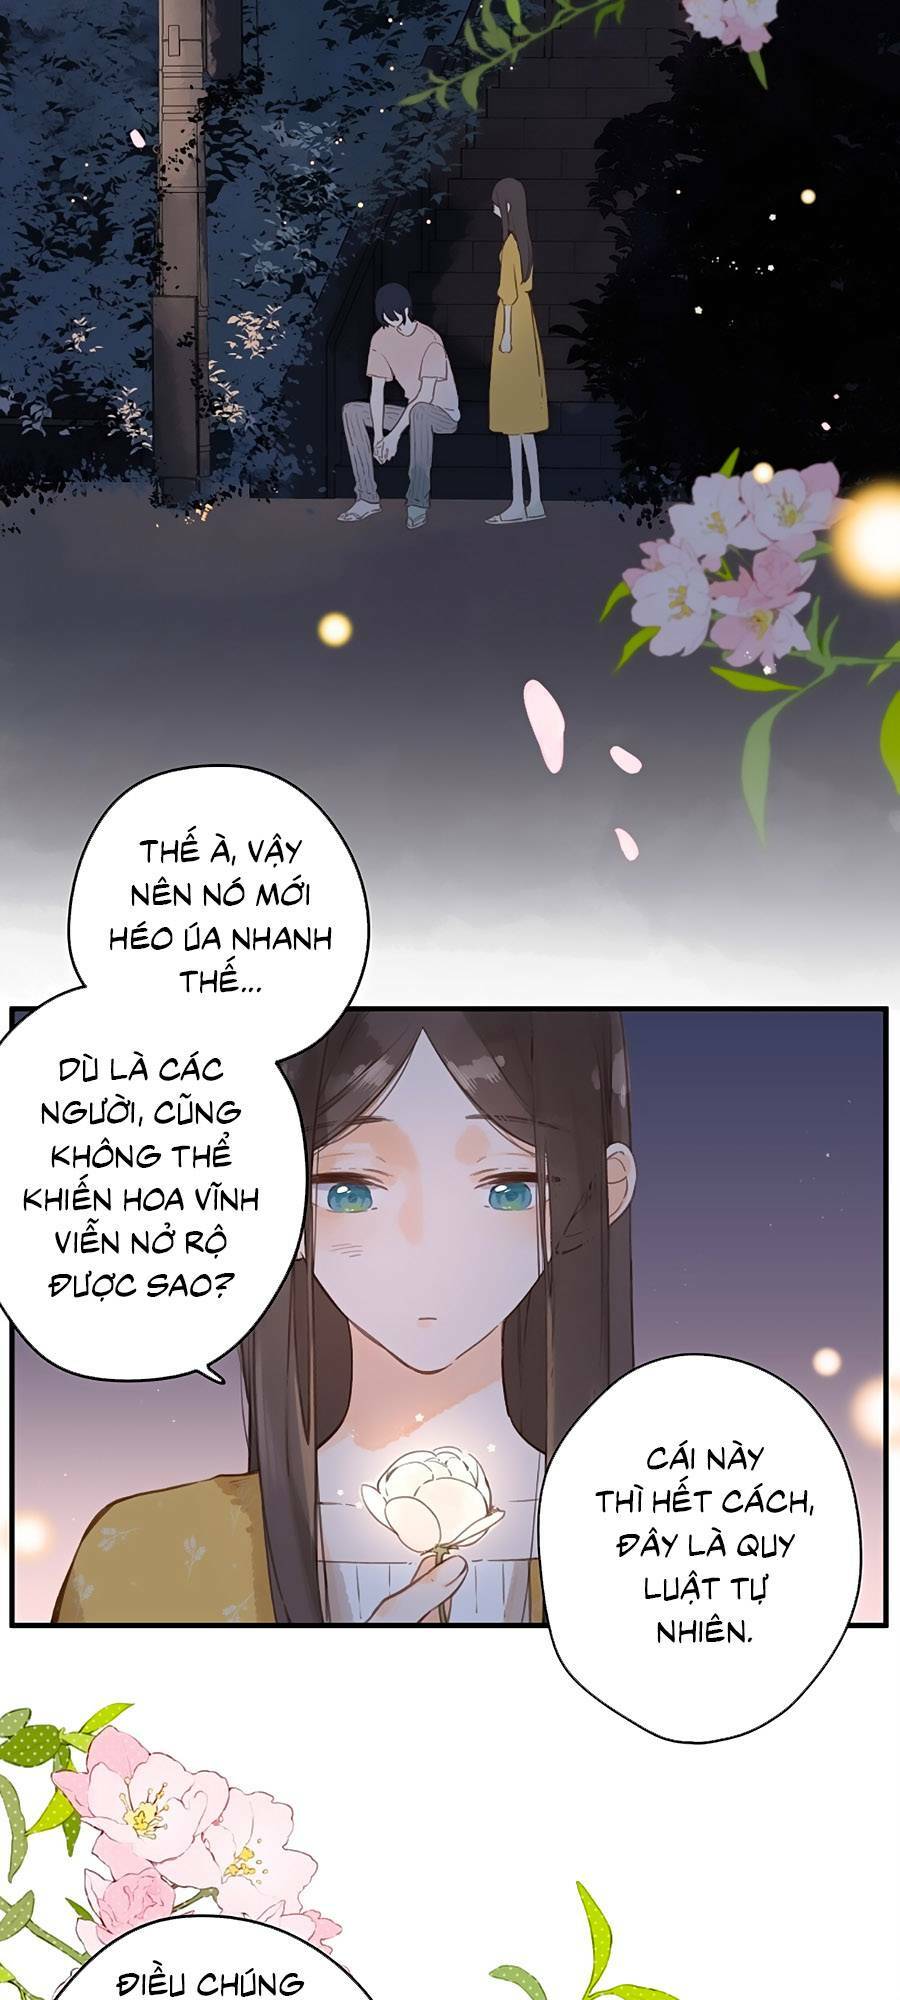 THẾ À, VẬY
NÊN NÓ MỚI
HÉO ÚA NHANH
THẾ...
DÙ LÀ CÁC
NGƯỜI, CŨNG
KHÔNG THỂ
KHIẾN HOA VĨNH
VIỄN NỞ RỘ
ĐƯỢC SAO?
CÁI NÀY
THÌ HẾT CÁCH,
ĐÂY LÀ QUY
LUẬT TỰ
NHIÊN.
ĐIỀU CHÚNG